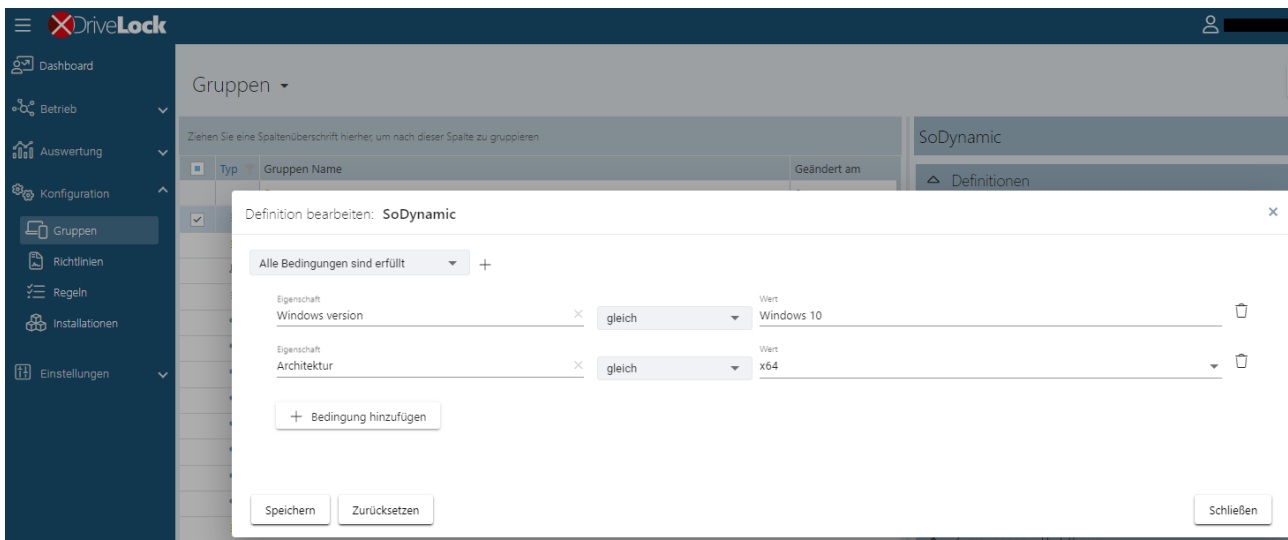 DriveLock
Dashboard
Betrieb
Auswertung
Konfiguration
Gruppen
Richtlinien
Regeln
Installationen
Einstellungen
Gruppen
Ziehen Sie eine Spaltenüberschrift hierher, um nach dieser Spalte zu gruppieren
Typ Gruppen Name Geändert am
SoDynamic
Definitionen
Definition bearbeiten: SoDynamic
Alle Bedingungen sind erfüllt
Eigenschaft Wert
Windows version gleich Windows 10
Eigenschaft Wert
Architektur gleich x64
Bedingung hinzufügen
Speichern Zurücksetzen Schließen